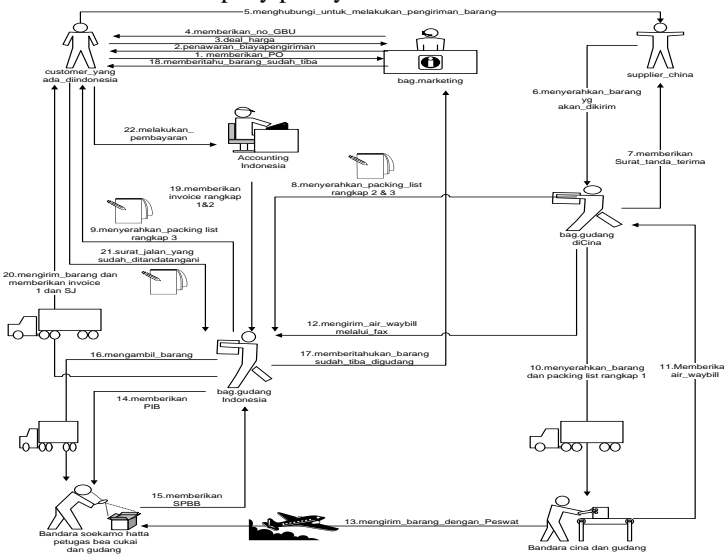 5.menghubungi_untuk_melakukan_pengiriman_barang
4.memberikan_no_GBU
3.deal_harga
2.penawaran_biayapengiriman
1. memberikan_PO
18.memberitahu_barang_sudah_tiba
customer_yang
ada_diindonesia
bag.marketing
supplier_china
6.menyerahkan_barang
yg
akan_dikirim
22.melakukan_
pembayaran
Accounting
Indonesia
7.memberikan
Surat_tanda_terima
19.memberikan
invoice rangkap
1&2
8.menyerahkan_packing_list
rangkap 2 & 3
9.menyerahkan_packing list
rangkap 3
bag.gudang
diCina
21.surat_jalan_yang
sudah_ditandatangani
20.mengirim_barang dan
memberikan invoice
1 dan SJ
12.mengirim_air_waybill
melalui_fax
16.mengambil_barang
17.memberitahukan_barang
sudah_tiba_digudang
10.menyerahkan_barang
dan packing list rangkap 1
11.Memberika
air_waybill
bag.gudang
Indonesia
14.memberikan
PIB
15.memberikan
SPBB
13.mengirim_barang_dengan_Peswat
Bandara soekarno hatta
petugas bea cukai
dan gudang
Bandara cina dan gudang